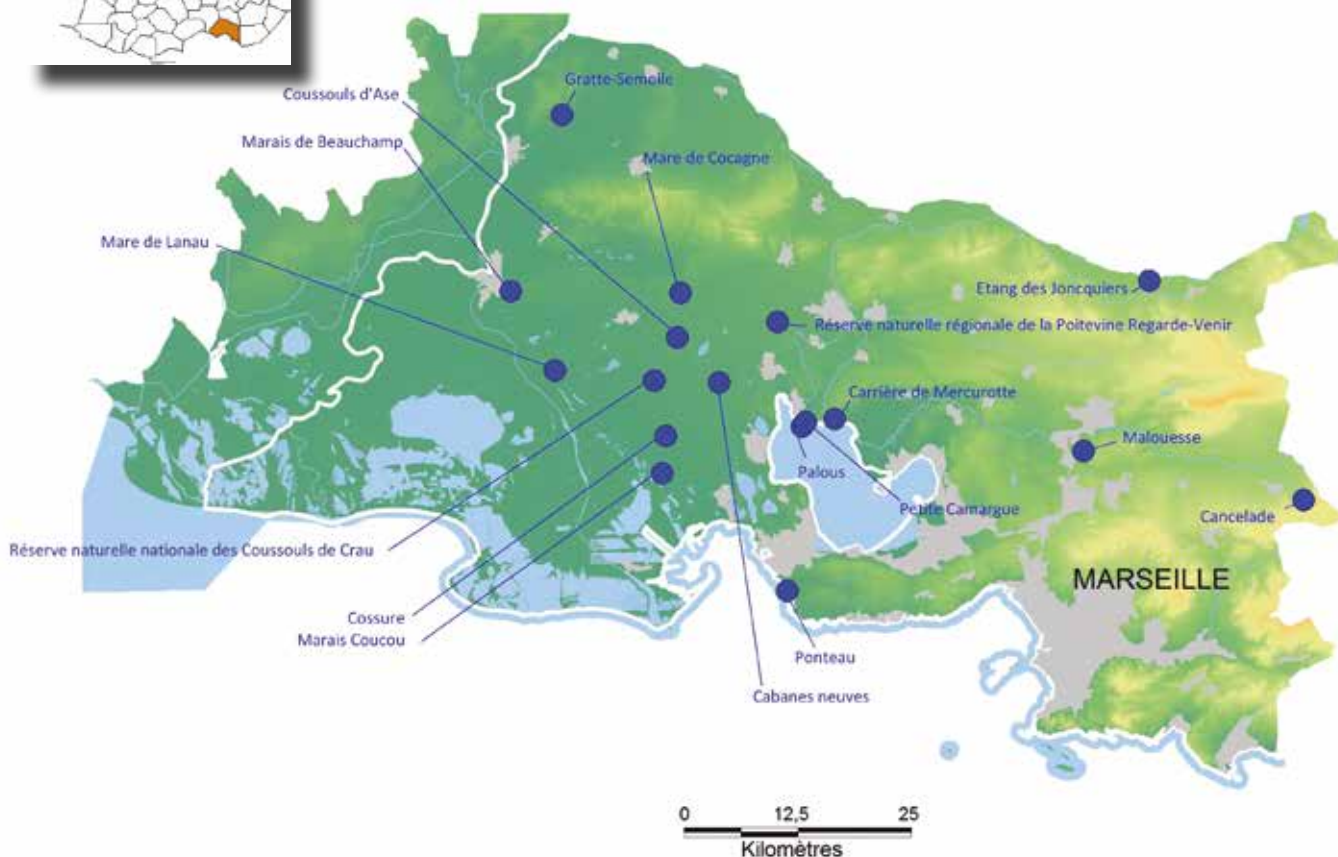 Gratte-Semelle
Coussouls d'Ase
Marais de Beauchamp
Mare de Cocagne
Mare de Lanau
Etang des Joncquiers
Réserve naturelle régionale de la Poitevine Regarde-Venir
Carrière de Mercurotte
Malouesse
Palous
Petite Camargue
Cancelade
Réserve naturelle nationale des Coussouls de Crau
MARSEILLE
Cossure
Marais Coucou
Ponteau
Cabanes neuves
0 12,5 25
Kilomètres